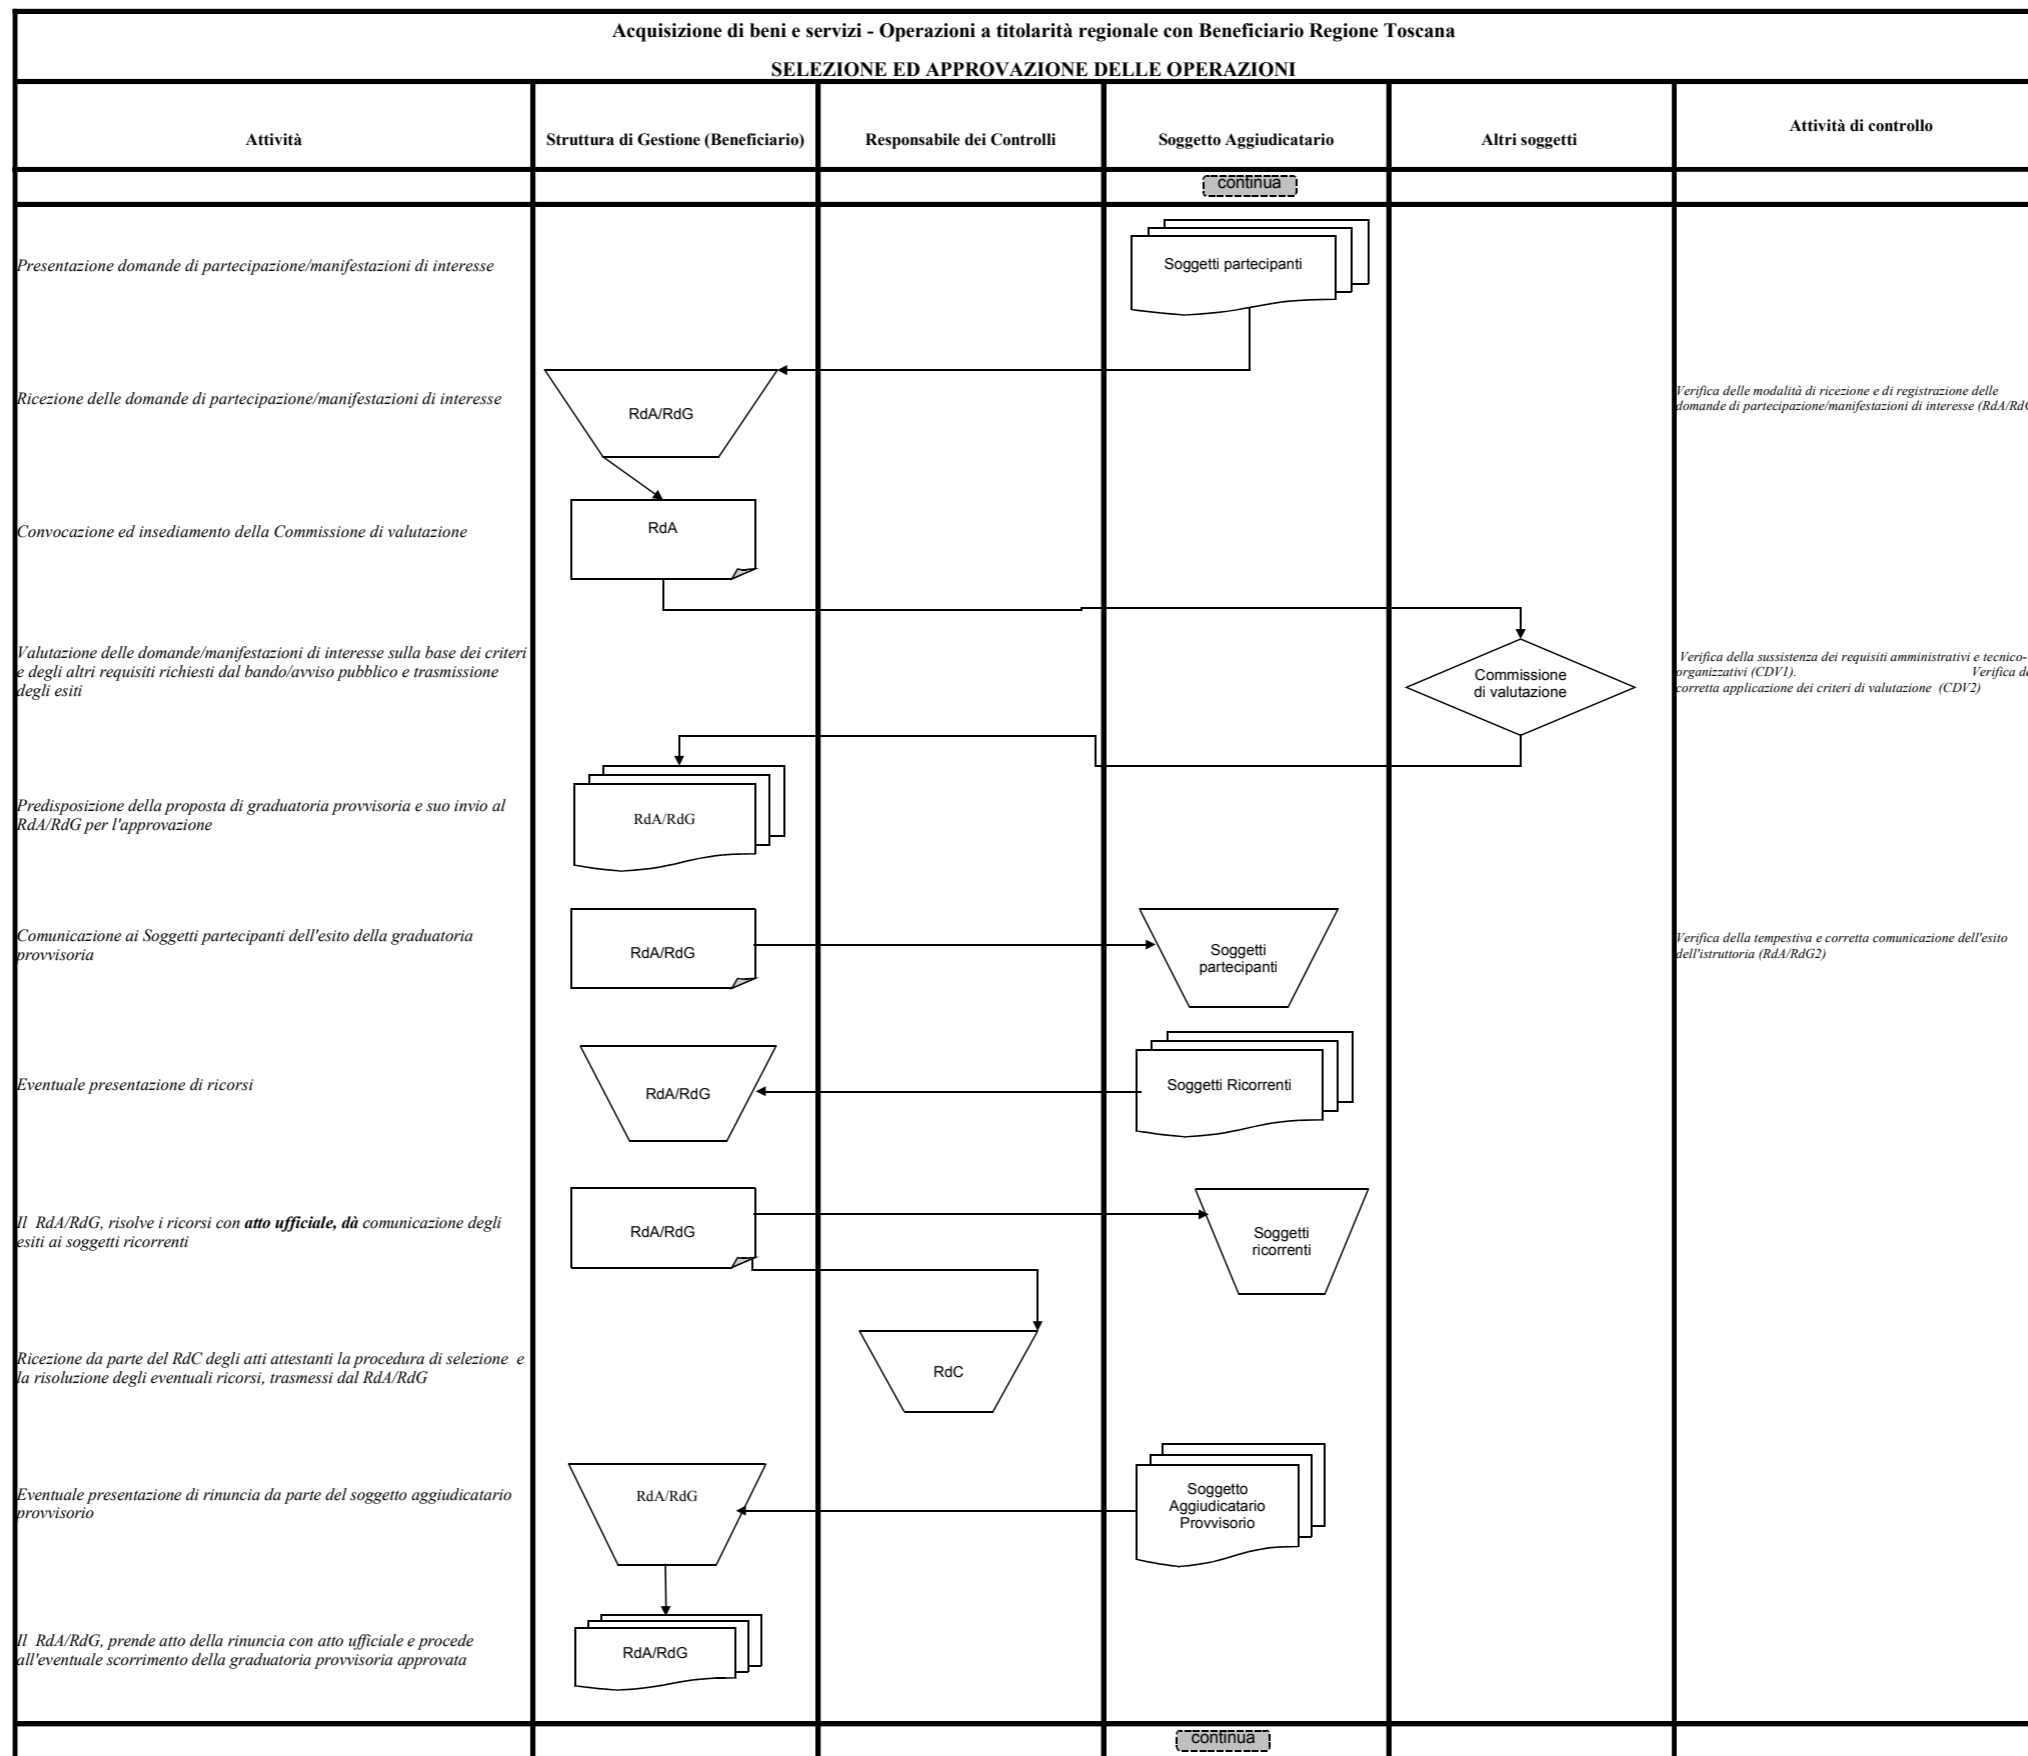 Acquisizione di beni e servizi - Operazioni a titolarità regionale con Beneficiario Regione Toscana
SELEZIONE ED APPROVAZIONE DELLE OPERAZIONI
Attività
Struttura di Gestione (Beneficiario)
Responsabile dei Controlli
Soggetto Aggiudicatario
Altri soggetti
Attività di controllo
continua
Presentazione domande di partecipazione/manifestazioni di interesse
Soggetti partecipanti
Ricezione delle domande di partecipazione/manifestazioni di interesse
RdA/RdG
Verifica delle modalità di ricezione e di registrazione delle
domande di partecipazione/manifestazioni di interesse
Convocazione ed insediamento della Commissione di valutazione
RdA
Valutazione delle domande/manifestazioni di interesse sulla base dei criteri
e degli altri requisiti richiesti dal bando/avviso pubblico e trasmissione
degli esiti
Commissione
di valutazione
Verifica della sussistenza dei requisiti amministrativi e tecnico-
organizzativi (CDV1). Verifica
corretta applicazione dei criteri di valutazione (CDV2)
Predisposizione della proposta di graduatoria provvisoria e suo invio al
RdA/RdG per l'approvazione
RdA/RdG
Comunicazione ai Soggetti partecipanti dell'esito della graduatoria
provvisoria
RdA/RdG
Soggetti
partecipanti
Verifica della tempestiva e corretta comunicazione dell'esito
dell'istruttoria (RdA/RdG2)
Eventuale presentazione di ricorsi
RdA/RdG
Soggetti Ricorrenti
Il RdA/RdG, risolve i ricorsi con atto ufficiale, dà comunicazione degli
esiti ai soggetti ricorrenti
RdA/RdG
Soggetti
ricorrenti
Ricezione da parte del RdC degli atti attestanti la procedura di selezione e
la risoluzione degli eventuali ricorsi, trasmessi dal RdA/RdG
RdC
Eventuale presentazione di rinuncia da parte del soggetto aggiudicatario
provvisorio
RdA/RdG
Soggetto
Aggiudicatario
Provvisorio
Il RdA/RdG, prende atto della rinuncia con atto ufficiale e procede
all'eventuale scorrimento della graduatoria provvisoria approvata
RdA/RdG
continua